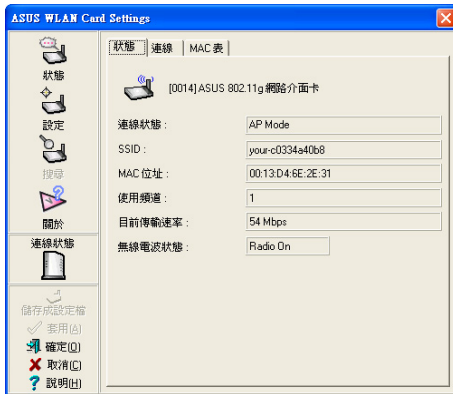 ASUS WLAN Card Settings
狀態
設定
搜尋
關於
連線狀態
儲存成設定檔
套用(A)
確定(O)
取消(C)
說明(H)
狀態 連線 MAC 表
[0014] ASUS 802.11g 網路介面卡
連線狀態 : AP Mode
SSID : your-c0334a40b8
MAC 位址 : 00:13:D4:6E:2E:31
使用頻道 : 1
目前傳輸速率 : 54 Mbps
無線電波狀態 : Radio On